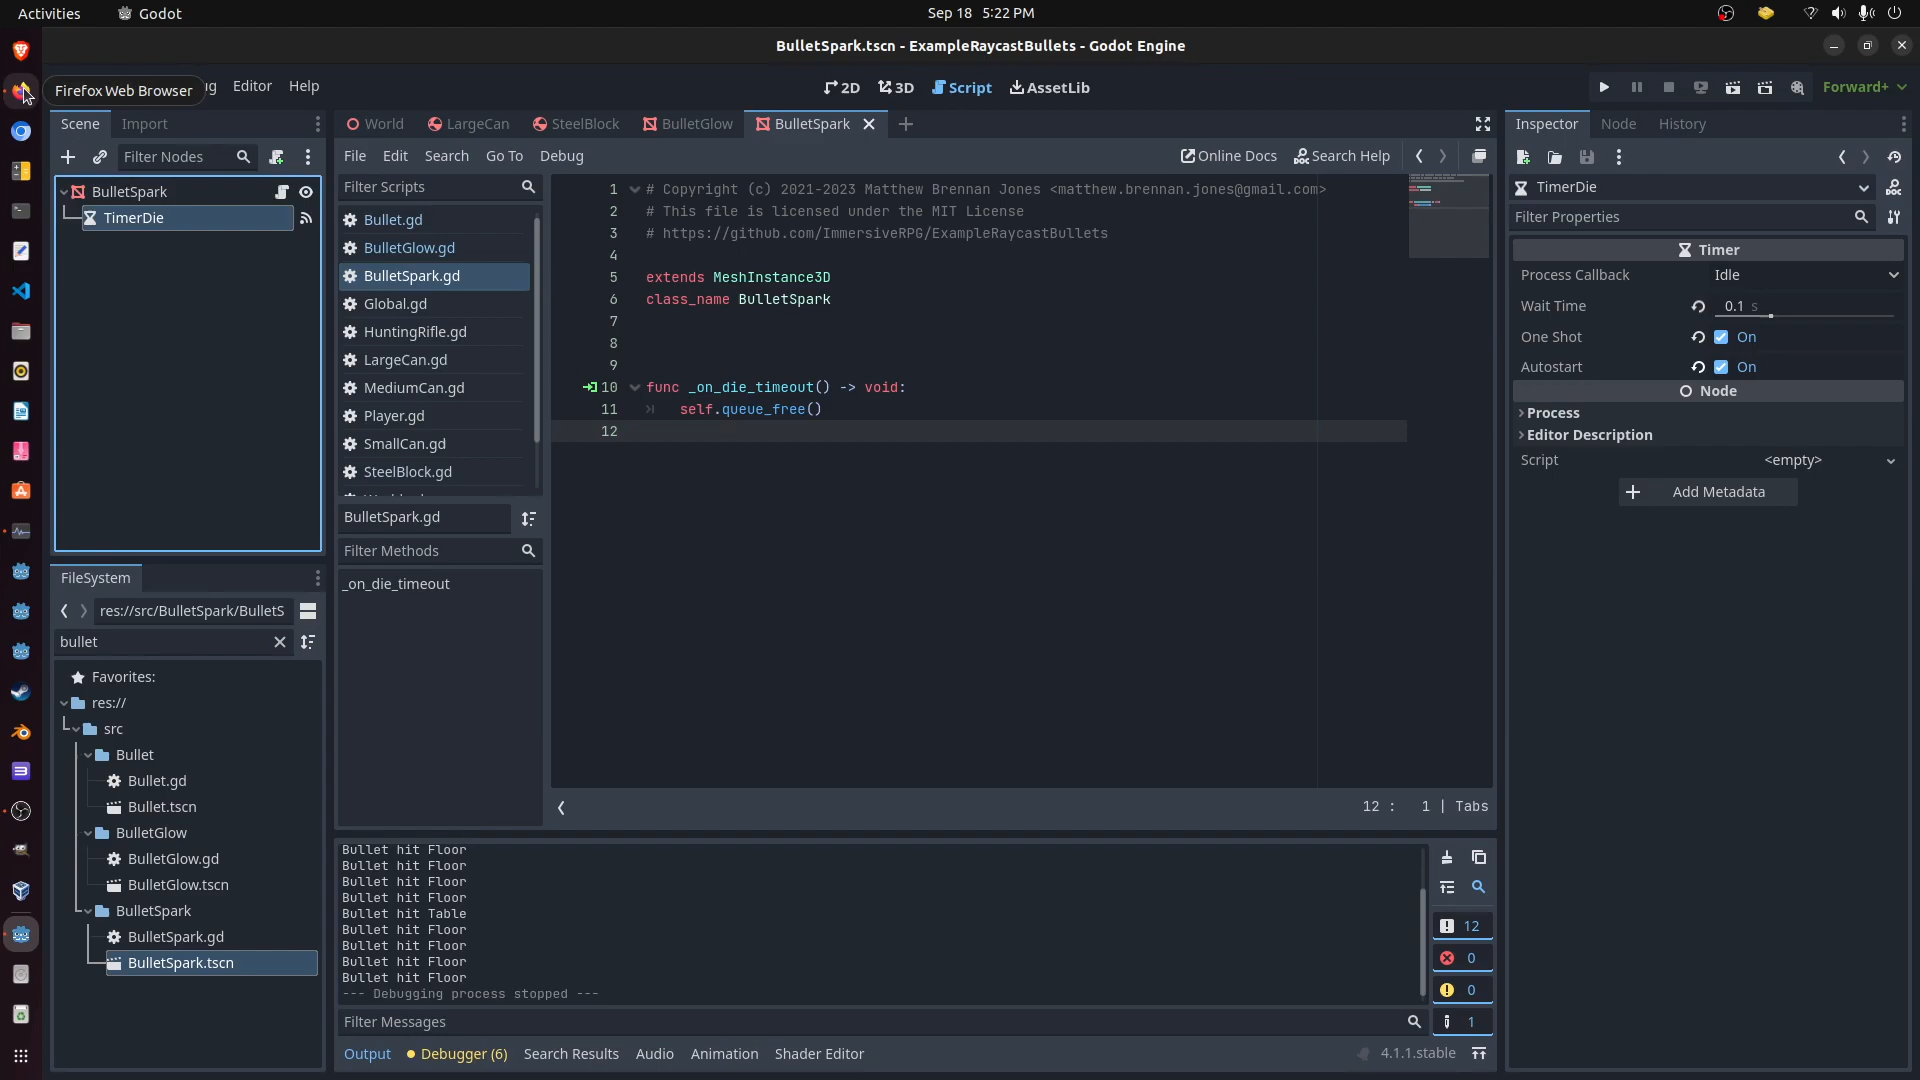 Activities
Godot
Sep 18 5:22 PM
BulletSpark.tscn - ExampleRaycastBullets - Godot Engine
Firefox Web Browser
ug
Editor
Help
2D
3D
Script
AssetLib
Forward+
Scene
Import
World
LargeCan
SteelBlock
BulletGlow
BulletSpark
Inspector
Node
History
Filter Nodes
File
Edit
Search
Go To
Debug
Online Docs
Search Help
BulletSpark
TimerDie
Filter Scripts
Bullet.gd
BulletGlow.gd
BulletSpark.gd
Global.gd
HuntingRifle.gd
LargeCan.gd
MediumCan.gd
Player.gd
SmallCan.gd
SteelBlock.gd
BulletSpark.gd
Filter Methods
_on_die_timeout
1 # Copyright (c) 2021-2023 Matthew Brennan Jones <matthew.brennan.jones@gmail.com>
2 # This file is licensed under the MIT License
3 # https://github.com/ImmersiveRPG/ExampleRaycastBullets
4
5 extends MeshInstance3D
6 class_name BulletSpark
7
8
9
10 func _on_die_timeout() -> void:
11 self.queue_free()
12
12 : 1 | Tabs
TimerDie
Filter Properties
Timer
Process Callback Idle
Wait Time 0.1 s
One Shot On
Autostart On
Node
Process
Editor Description
Script <empty>
Add Metadata
FileSystem
res://src/BulletSpark/BulletS
bullet
Favorites:
res://
src
Bullet
Bullet.gd
Bullet.tscn
BulletGlow
BulletGlow.gd
BulletGlow.tscn
BulletSpark
BulletSpark.gd
BulletSpark.tscn
Bullet hit Floor
Bullet hit Floor
Bullet hit Floor
Bullet hit Floor
Bullet hit Table
Bullet hit Floor
Bullet hit Floor
Bullet hit Floor
Bullet hit Floor
--- Debugging process stopped ---
12
0
0
1
Filter Messages
Output
Debugger (6)
Search Results
Audio
Animation
Shader Editor
4.1.1.stable